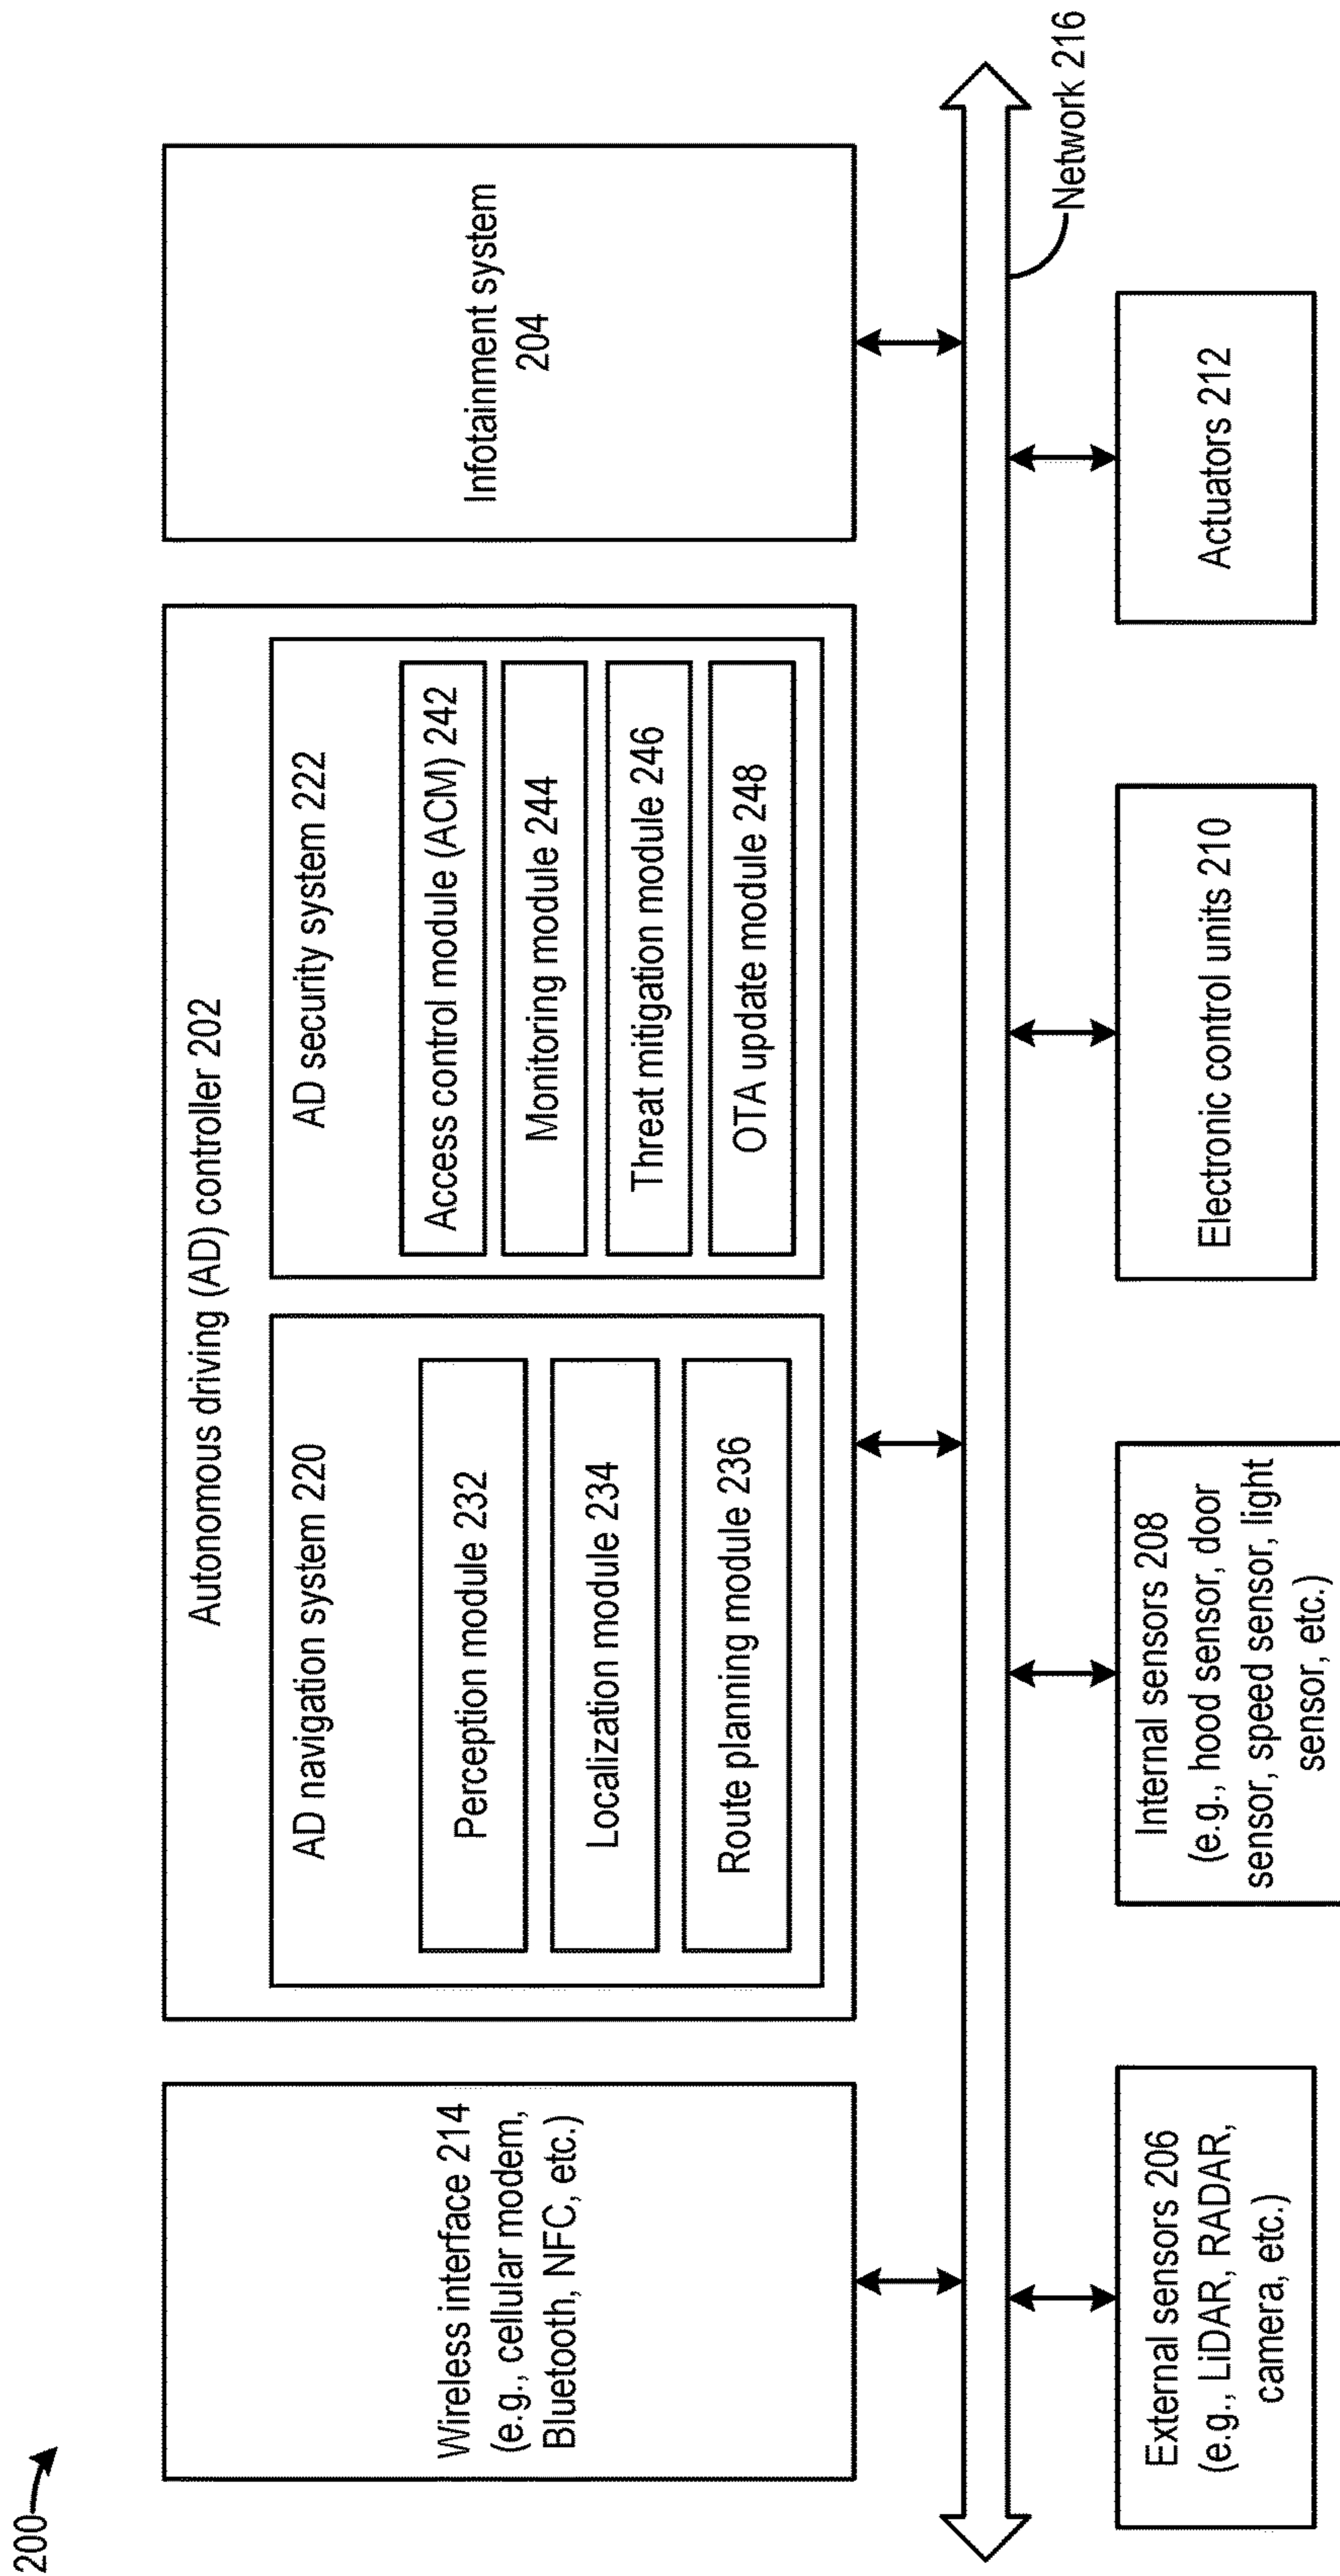 200
Wireless interface 214
(e.g., cellular modem,
Bluetooth, NFC, etc.)
Autonomous driving (AD) controller 202
AD navigation system 220
Perception module 232
Localization module 234
Route planning module 236
AD security system 222
Access control module (ACM) 242
Monitoring module 244
Threat mitigation module 246
OTA update module 248
Infotainment system
204
Network 216
External sensors 206
(e.g., LiDAR, RADAR,
camera, etc.)
Internal sensors 208
(e.g., hood sensor, door
sensor, speed sensor, light
sensor, etc.)
Electronic control units 210
Actuators 212